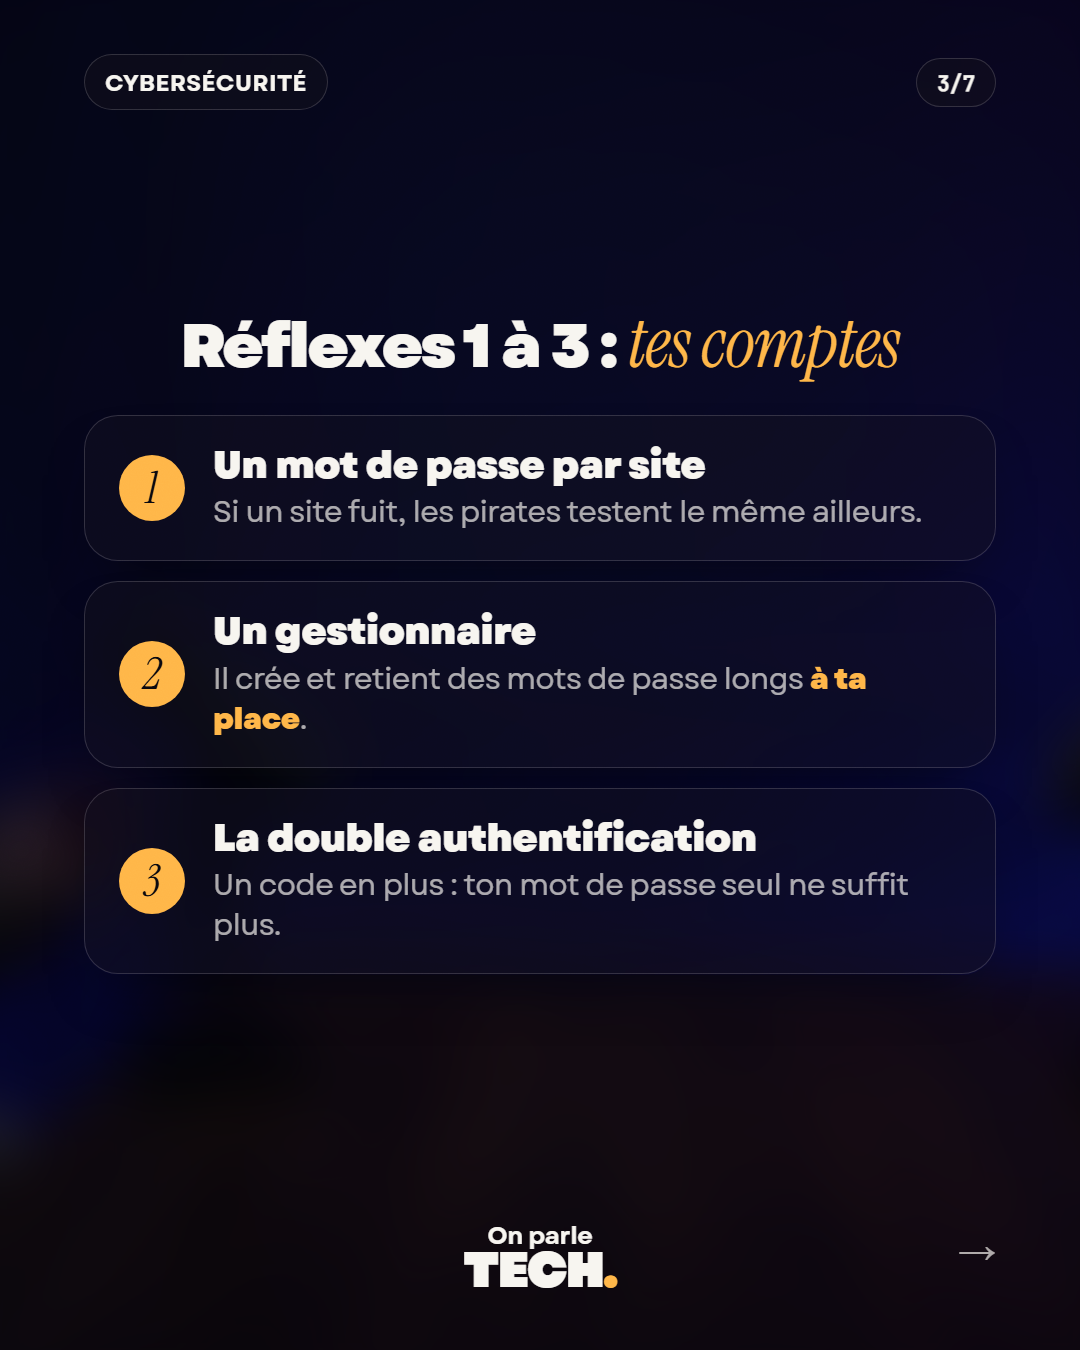 CYBERSÉCURITÉ
3/7
Réflexes 1 à 3 : tes comptes
1
Un mot de passe par site
Si un site fuit, les pirates testent le même ailleurs.
2
Un gestionnaire
Il crée et retient des mots de passe longs à ta
place.
3
La double authentification
Un code en plus : ton mot de passe seul ne suffit
plus.
On parle
TECH.
→